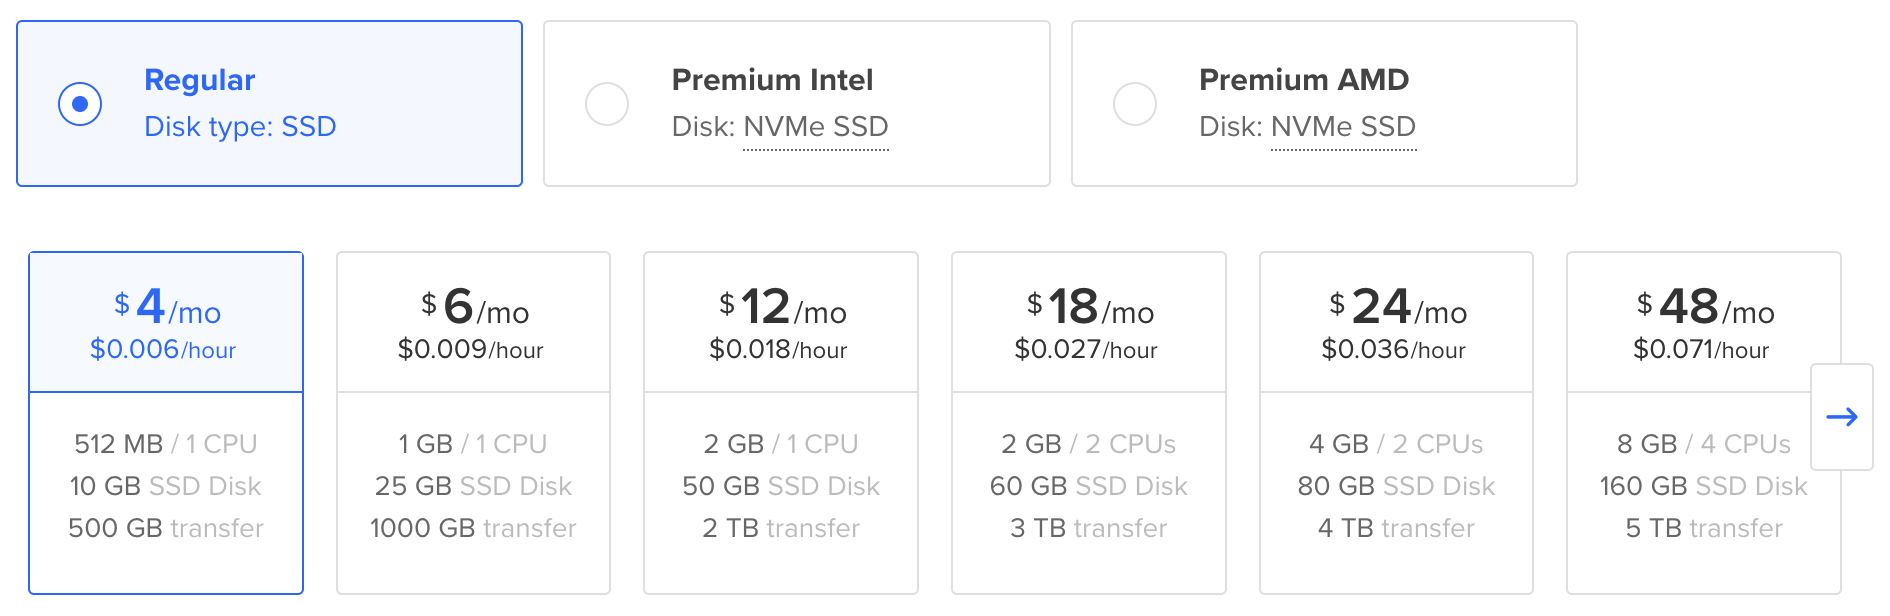 Regular
Disk type: SSD
Premium Intel
Disk: NVMe SSD
Premium AMD
Disk: NVMe SSD
$4/mo
$0.006/hour
512 MB / 1 CPU
10 GB SSD Disk
500 GB transfer
$6/mo
$0.009/hour
1 GB / 1 CPU
25 GB SSD Disk
1000 GB transfer
$12/mo
$0.018/hour
2 GB / 1 CPU
50 GB SSD Disk
2 TB transfer
$18/mo
$0.027/hour
2 GB / 2 CPUs
60 GB SSD Disk
3 TB transfer
$24/mo
$0.036/hour
4 GB / 2 CPUs
80 GB SSD Disk
4 TB transfer
$48/mo
$0.071/hour
8 GB / 4 CPUs
160 GB SSD Disk
5 TB transfer